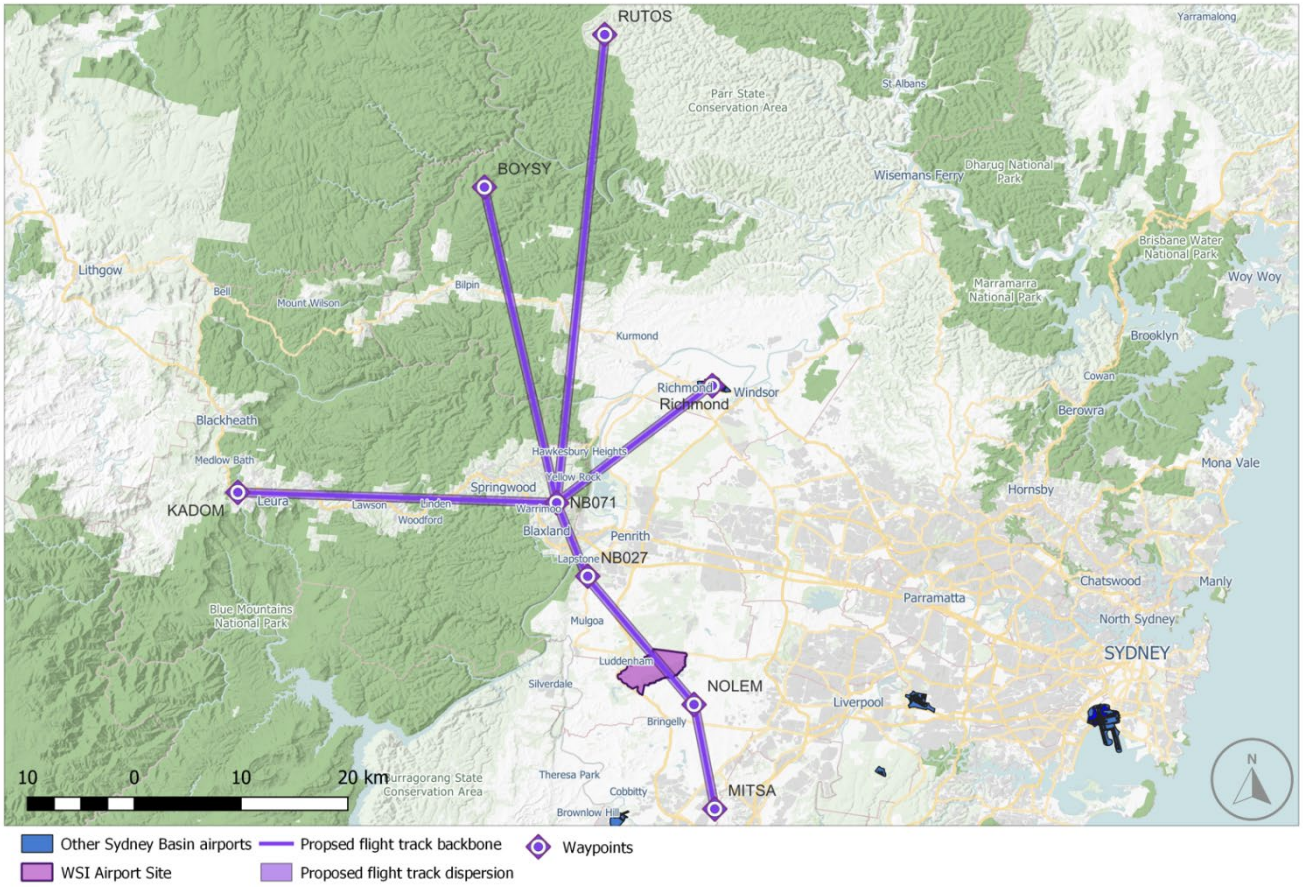 RUTOS
Yarramalong
St Albans
Parr State
Conservation Area
BOYSY
Dharug National
Park
Wisemans Ferry
Brisbane Water
National Park
Lithgow
Bell
Mount Wilson
Bilpin
Woy Woy
Marramarra
National Park
Kurmond
Brooklyn
Cowan
Richmond
Windsor
Richmond
Berowra
Blackheath
Hawkesbury Heights
Medlow Bath
Mona Vale
Yellow Rock
Springwood
Hornsby
KADOM
Leura
Lawson
Linden
Woodford
Warrimoo
NB071
Blaxland
Penrith
Lapstone
NB027
Chatswood
Manly
Parramatta
Blue Mountains
National Park
Mulgoa
North Sydney
SYDNEY
Luddenham
Silverdale
NOLEM
Liverpool
Bringelly
N
10 0 10 20 km
Burragorang State
Conservation Area
Theresa Park
Cobbitty
MITSA
Brownlow Hill
Other Sydney Basin airports
Propsed flight track backbone
Waypoints
WSI Airport Site
Proposed flight track dispersion